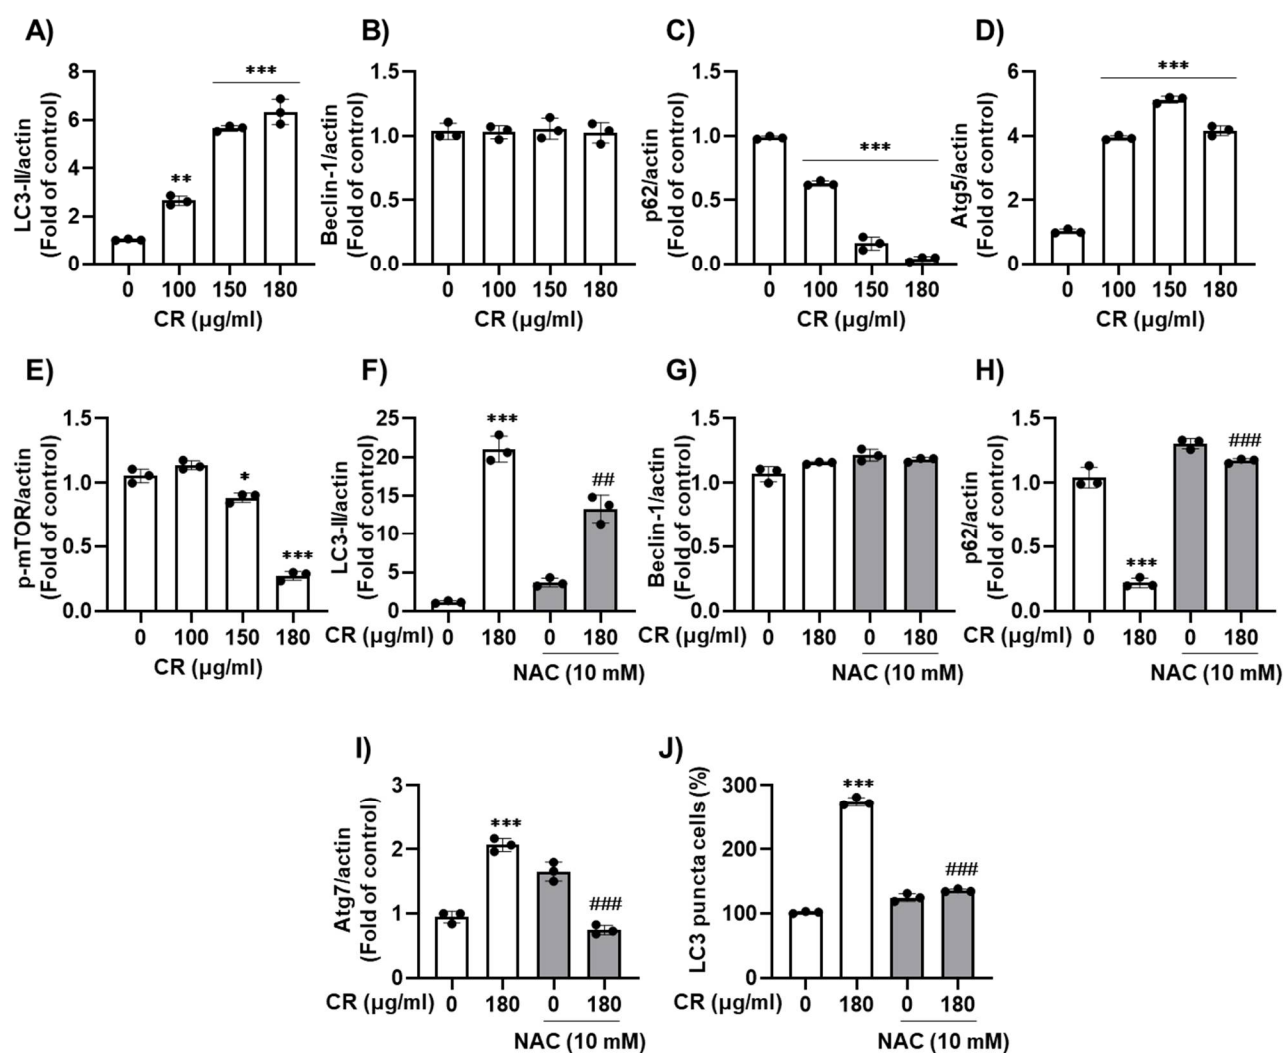 A)
LC3-II/actin
(Fold of control)
8
6
4
2
0
**
***
0 100 150 180
CR (µg/ml)
B)
Beclin-1/actin
(Fold of control)
1.5
1.0
0.5
0.0
0 100 150 180
CR (µg/ml)
C)
p62/actin
(Fold of control)
1.5
1.0
0.5
0.0
***
0 100 150 180
CR (µg/ml)
D)
Atg5/actin
(Fold of control)
6
4
2
0
***
0 100 150 180
CR (µg/ml)
E)
p-mTOR/actin
(Fold of control)
1.5
1.0
0.5
0.0
*
***
0 100 150 180
CR (µg/ml)
F)
LC3-II/actin
(Fold of control)
25
20
15
10
5
0
***
##
CR (µg/ml) 0 180 0 180
NAC (10 mM)
G)
Beclin-1/actin
(Fold of control)
1.5
1.0
0.5
0.0
CR (µg/ml) 0 180 0 180
NAC (10 mM)
H)
p62/actin
(Fold of control)
1.5
1.0
0.5
0.0
***
###
CR (µg/ml) 0 180 0 180
NAC (10 mM)
I)
Atg7/actin
(Fold of control)
3
2
1
0
***
###
CR (µg/ml) 0 180 0 180
NAC (10 mM)
J)
LC3 puncta cells (%)
300
200
100
0
***
###
CR (µg/ml) 0 180 0 180
NAC (10 mM)